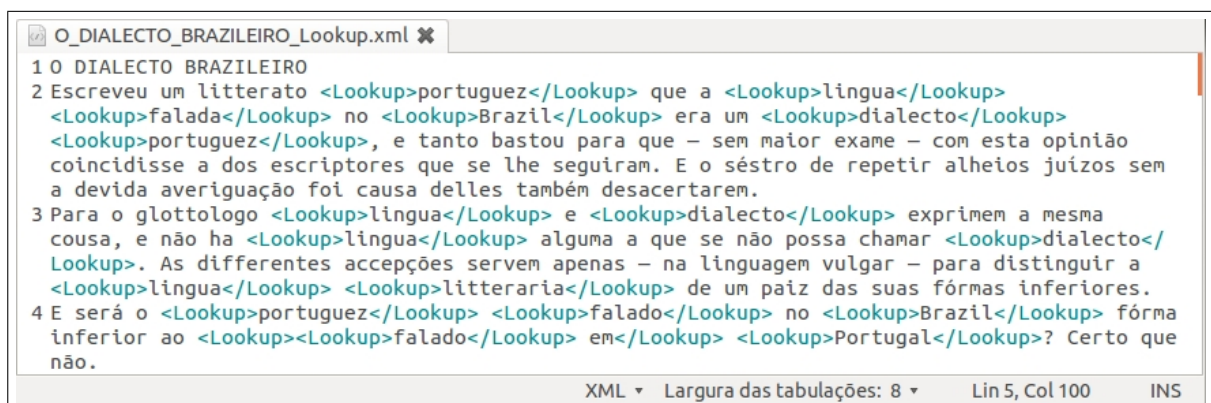 O_DIALECTO_BRAZILEIRO_Lookup.xml ✖
1 O DIALECTO BRAZILEIRO
2 Escreveu um litterato <Lookup>portuguez</Lookup> que a <Lookup>lingua</Lookup>
<Lookup>falada</Lookup> no <Lookup>Brazil</Lookup> era um <Lookup>dialecto</Lookup>
<Lookup>portuguez</Lookup>, e tanto bastou para que — sem maior exame — com esta opinião
coincidisse a dos escriptores que se lhe seguiram. E o séstro de repetir alheios juízos sem
a devida averiguação foi causa delles também desacertarem.
3 Para o glottologo <Lookup>lingua</Lookup> e <Lookup>dialecto</Lookup> exprimem a mesma
cousa, e não ha <Lookup>lingua</Lookup> alguma a que se não possa chamar <Lookup>dialecto</
Lookup>. As differentes accepções servem apenas — na linguagem vulgar — para distinguir a
<Lookup>lingua</Lookup> <Lookup>litteraria</Lookup> de um paiz das suas fórmas inferiores.
4 E será o <Lookup>portuguez</Lookup> <Lookup>falado</Lookup> no <Lookup>Brazil</Lookup> fórma
inferior ao <Lookup><Lookup>falado</Lookup> em</Lookup> <Lookup>Portugal</Lookup>? Certo que
não.
XML ▾ Largura das tabulações: 8 ▾ Lin 5, Col 100 INS